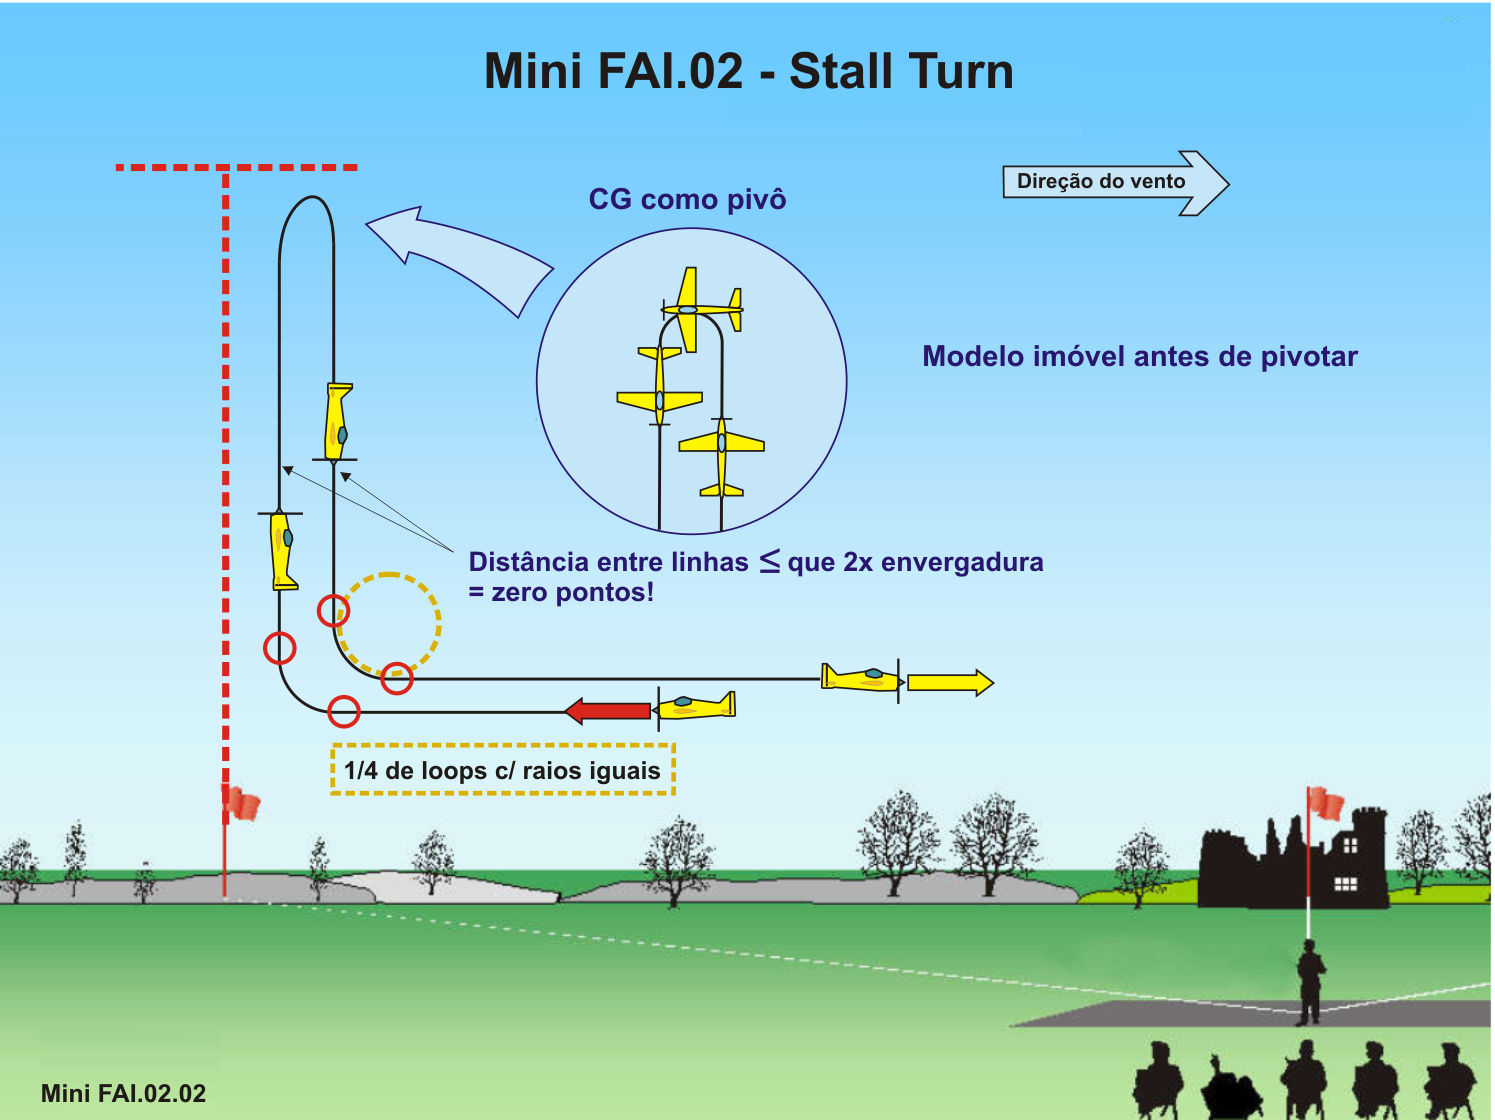 Mini FAI.02 - Stall Turn
Direção do vento
CG como pivô
Modelo imóvel antes de pivotar
Distância entre linhas ≤ que 2x envergadura
= zero pontos!
1/4 de loops c/ raios iguais
Mini FAI.02.02